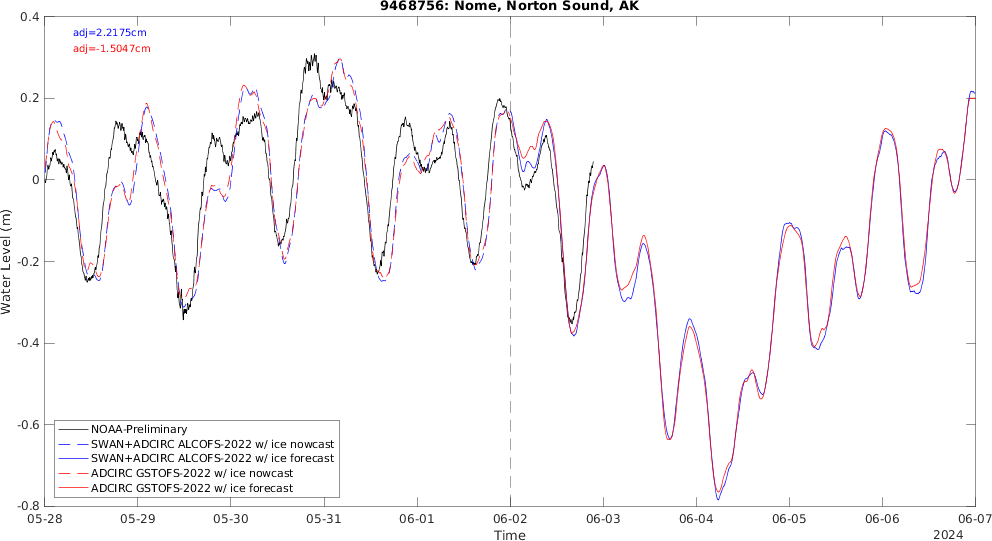 9468756: Nome, Norton Sound, AK
adj=2.2175cm
adj=-1.5047cm
Water Level (m)
0.4
0.2
0
-0.2
-0.4
-0.6
-0.8
NOAA-Preliminary
SWAN+ADCIRC ALCOFS-2022 w/ ice nowcast
SWAN+ADCIRC ALCOFS-2022 w/ ice forecast
ADCIRC GSTOFS-2022 w/ ice nowcast
ADCIRC GSTOFS-2022 w/ ice forecast
05-28 05-29 05-30 05-31 06-01 06-02 06-03 06-04 06-05 06-06 06-07
Time
2024